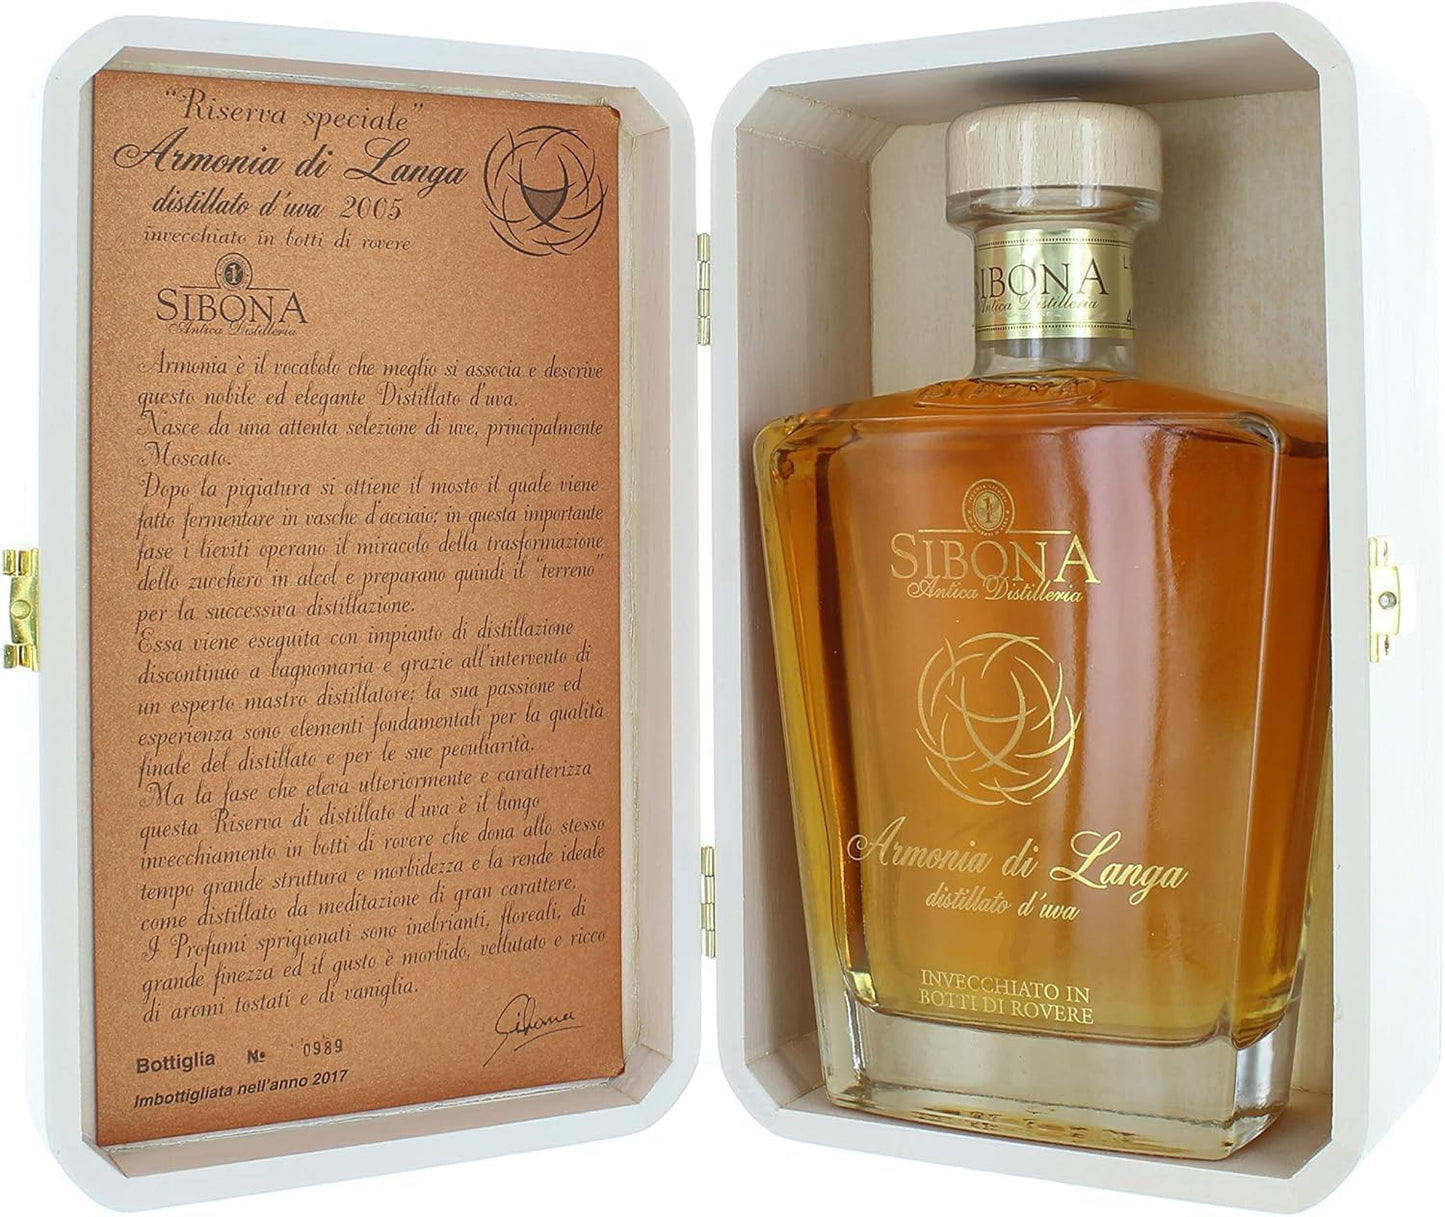 "Riserva speciale"
Armonia di Langa
distillato d'uva 2005
invecchiato in botti di rovere
1
SIBONA
Antica Distilleria
Armonia è il vocabolo che meglio si associa e descrive
questo nobile ed elegante Distillato d'uva.
Nasce da una attenta selezione di uve, principalmente
Moscato.
Dopo la pigiatura si ottiene il mosto il quale viene
fatto fermentare in vasche d'acciaio; in questa importante
fase i lieviti operano il miracolo della trasformazione
dello zucchero in alcol e preparano quindi il "terreno"
per la successiva distillazione.
Essa viene eseguita con impianto di distillazione
discontinuo a bagnomaria e grazie all'intervento di
un esperto mastro distillatore; la sua passione ed
esperienza sono elementi fondamentali per la qualità
finale del distillato e per le sue peculiarità.
Ma la fase che eleva ulteriormente e caratterizza
questa Riserva di distillato d'uva è il lungo
invecchiamento in botti di rovere che dona allo stesso
tempo grande struttura e morbidezza e la rende ideale
come distillato da meditazione di gran carattere.
I Profumi sprigionati sono inebrianti, floreali, di
grande finezza ed il gusto è morbido, vellutato e ricco
di aromi tostati e di vaniglia.
Sibona
Bottiglia № 0989
Imbottigliata nell'anno 2017
SIBONA
Antica Distilleria
SIBONA
1
SIBONA
Antica Distilleria
Armonia di Langa
distillato d'uva
INVECCHIATO IN
BOTTI DI ROVERE